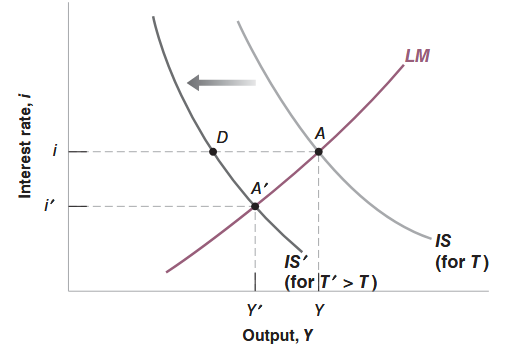 LM
Interest rate, i
D
A
i
A′
i′
IS
(for T)
IS′
(for T′ > T)
Y′
Y
Output, Y